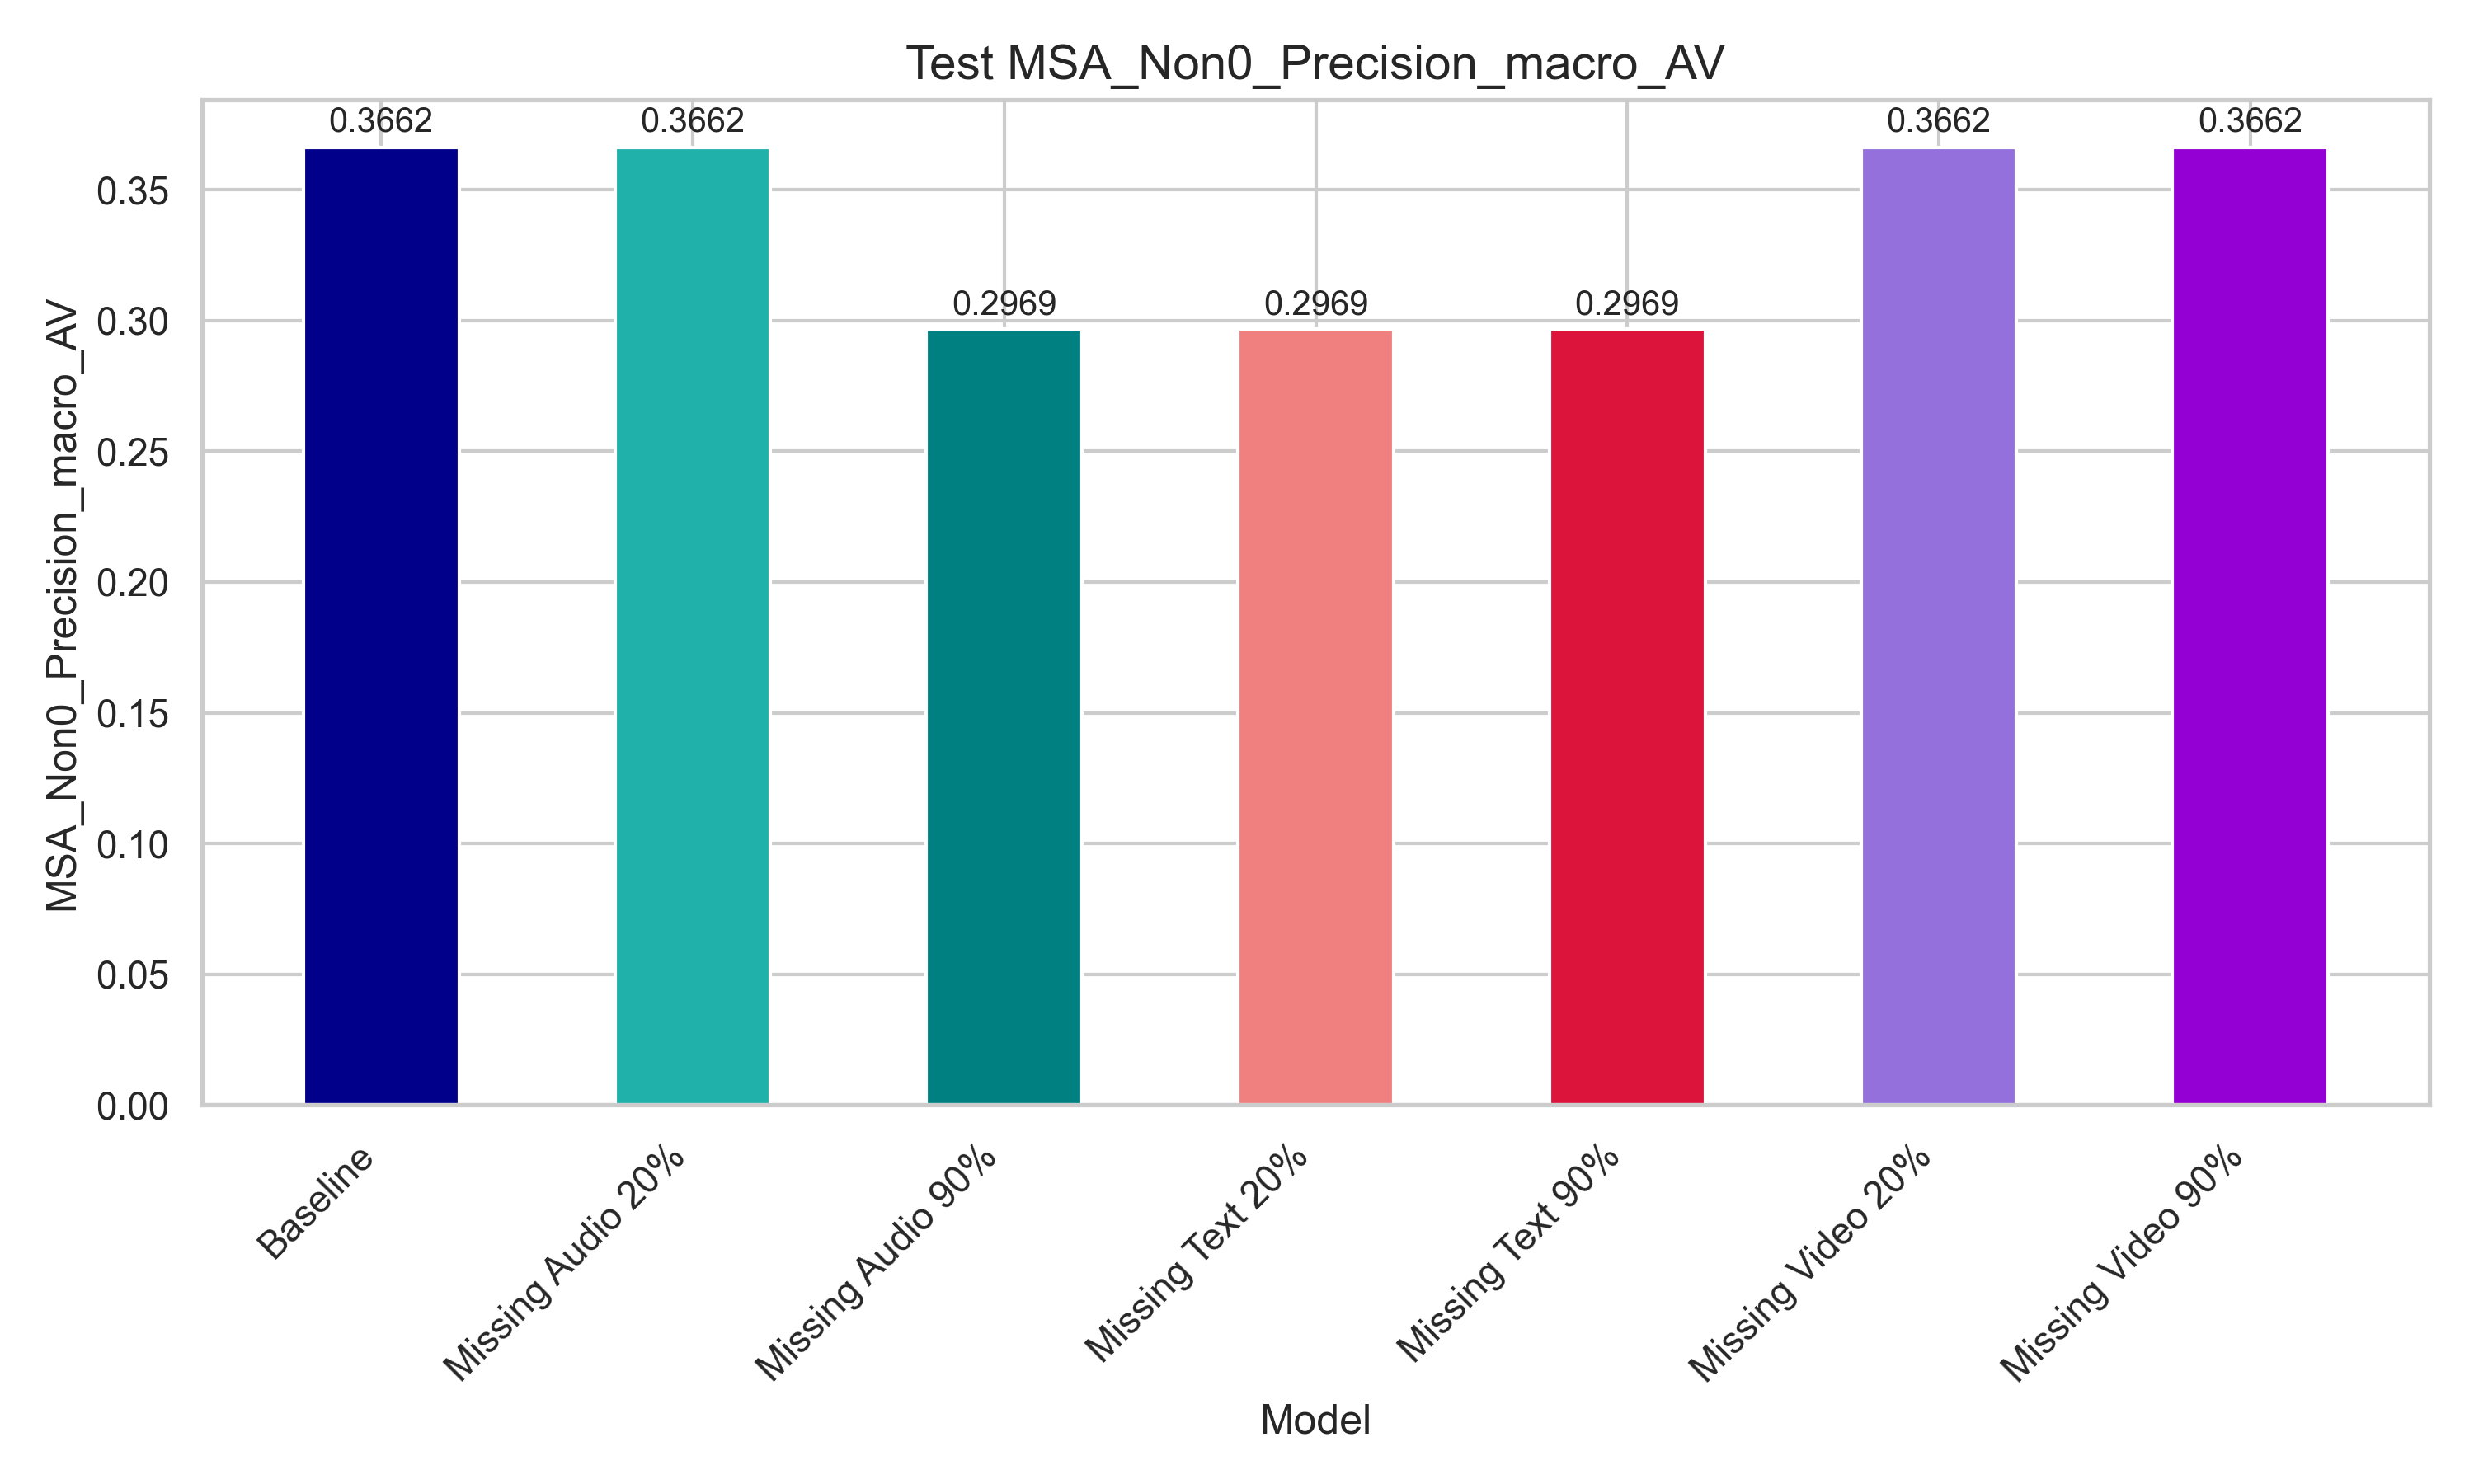 Test MSA_Non0_Precision_macro_AV
0.3662
0.3662
0.2969
0.2969
0.2969
0.3662
0.3662
MSA_Non0_Precision_macro_AV
0.35
0.30
0.25
0.20
0.15
0.10
0.05
0.00
Baseline
Missing Audio 20%
Missing Audio 90%
Missing Text 20%
Missing Text 90%
Missing Video 20%
Missing Video 90%
Model